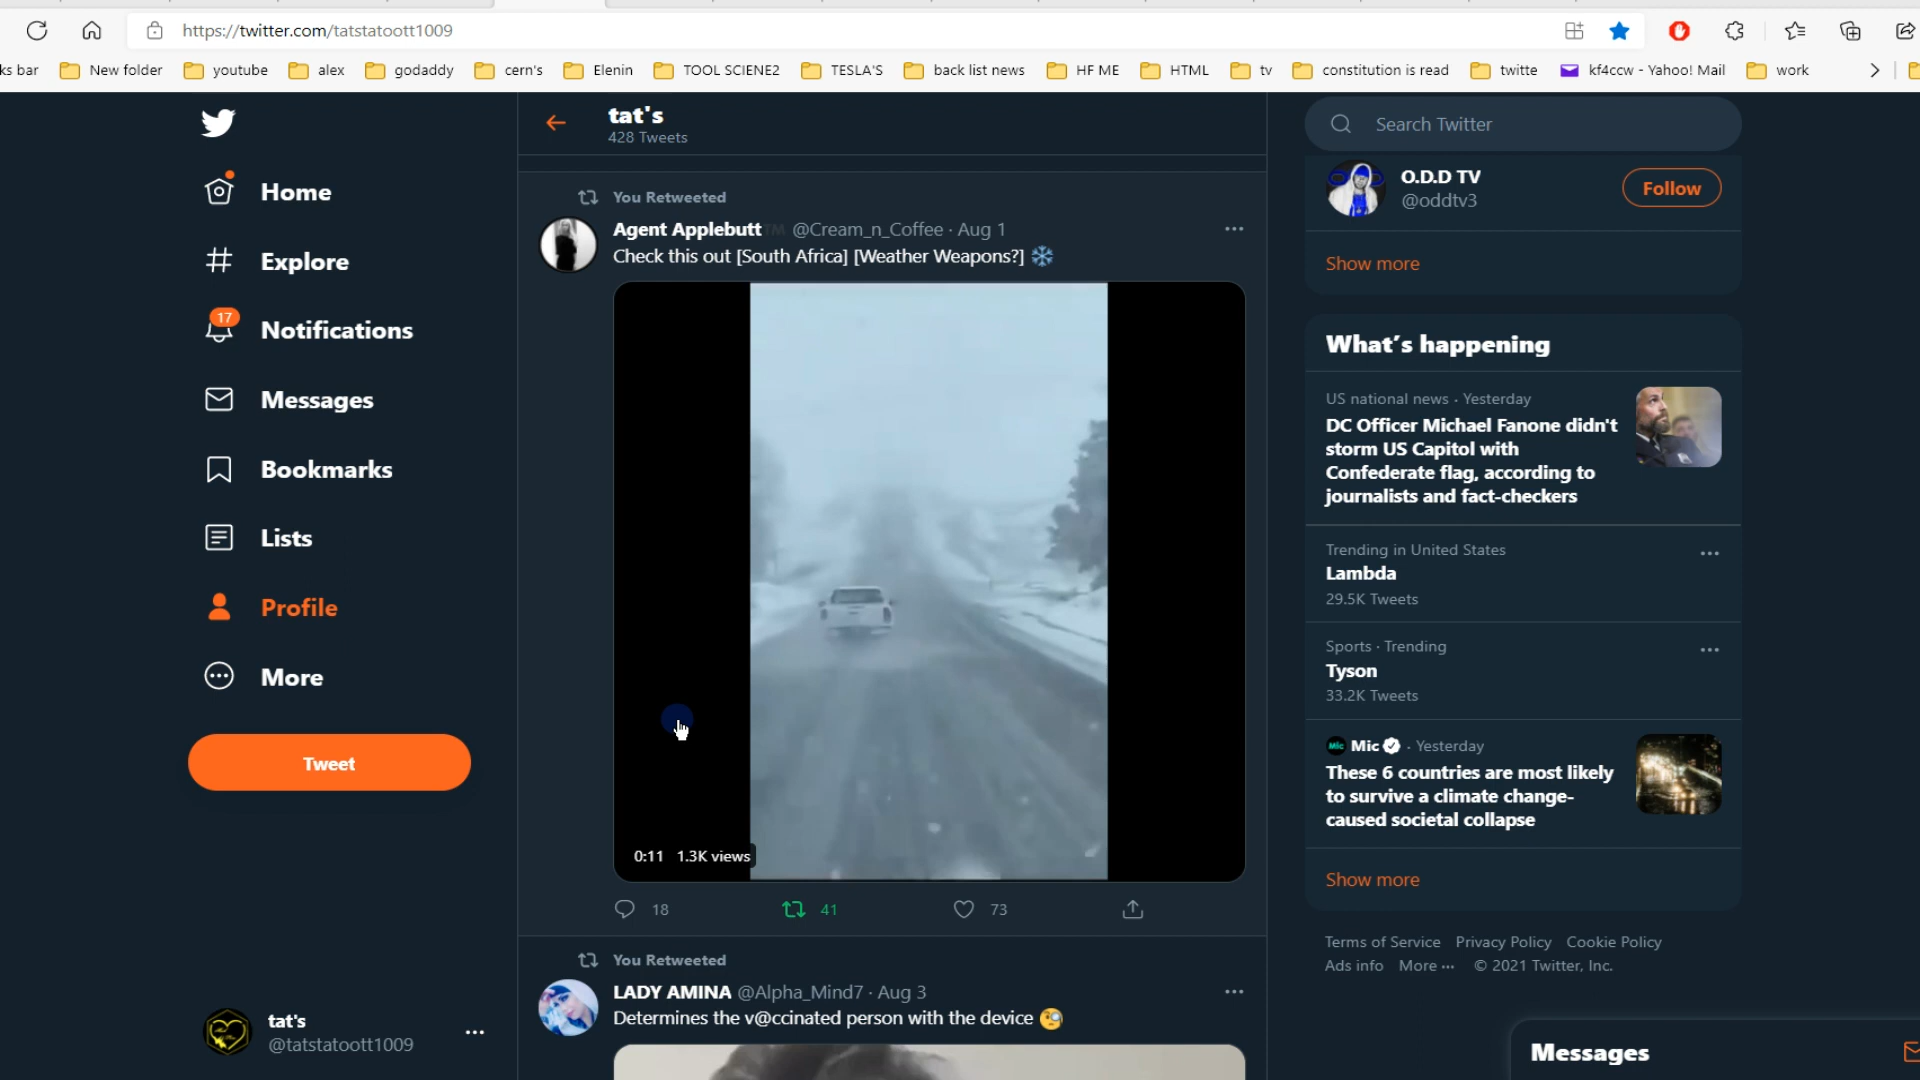 https://twitter.com/tatstatoott1009
ks bar New folder youtube alex godaddy cern's Elenin TOOL SCIENE2 TESLA'S back list news HF ME HTML tv constitution is read twitte kf4ccw - Yahoo! Mail work
Home
Explore
17
Notifications
Messages
Bookmarks
Lists
Profile
More
Tweet
tat's
@tatstatoott1009
tat's
428 Tweets
You Retweeted
Agent Applebutt™ @Cream_n_Coffee · Aug 1
Check this out [South Africa] [Weather Weapons?] ❄️
0:11 1.3K views
18 41 73
You Retweeted
LADY AMINA @Alpha_Mind7 · Aug 3
Determines the v@ccinated person with the device 🧐
Search Twitter
O.D.D TV
@oddtv3
Follow
Show more
What's happening
US national news · Yesterday
DC Officer Michael Fanone didn't
storm US Capitol with
Confederate flag, according to
journalists and fact-checkers
Trending in United States
Lambda
29.5K Tweets
Sports · Trending
Tyson
33.2K Tweets
Mic Mic · Yesterday
These 6 countries are most likely
to survive a climate change-
caused societal collapse
Show more
Terms of Service Privacy Policy Cookie Policy
Ads info More ··· © 2021 Twitter, Inc.
Messages